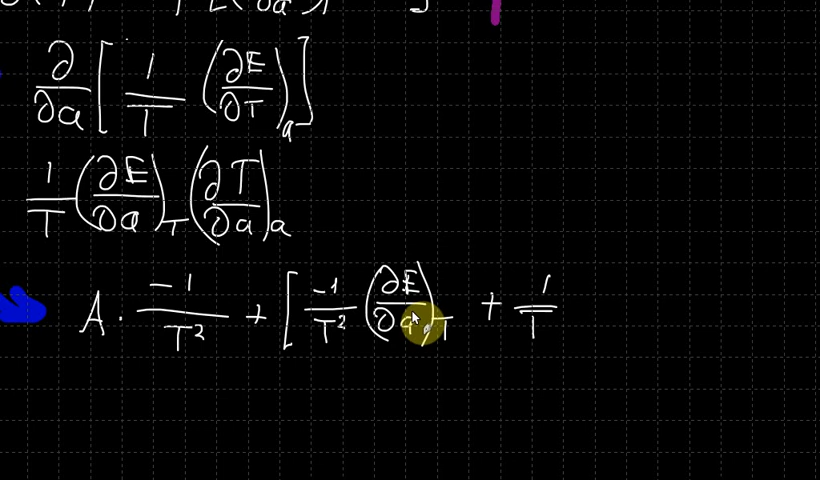 ∂/∂a [ 1/T (∂E/∂T)_a ]
1/T (∂E/∂a)_T (∂T/∂a)_a
A · -1/T² + [ -1/T² (∂E/∂a)_T + 1/T